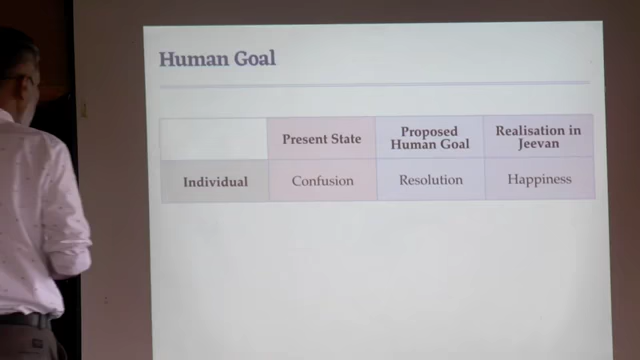 Human Goal
Present State
Proposed
Human Goal
Realisation in
Jeevan
Individual
Confusion
Resolution
Happiness